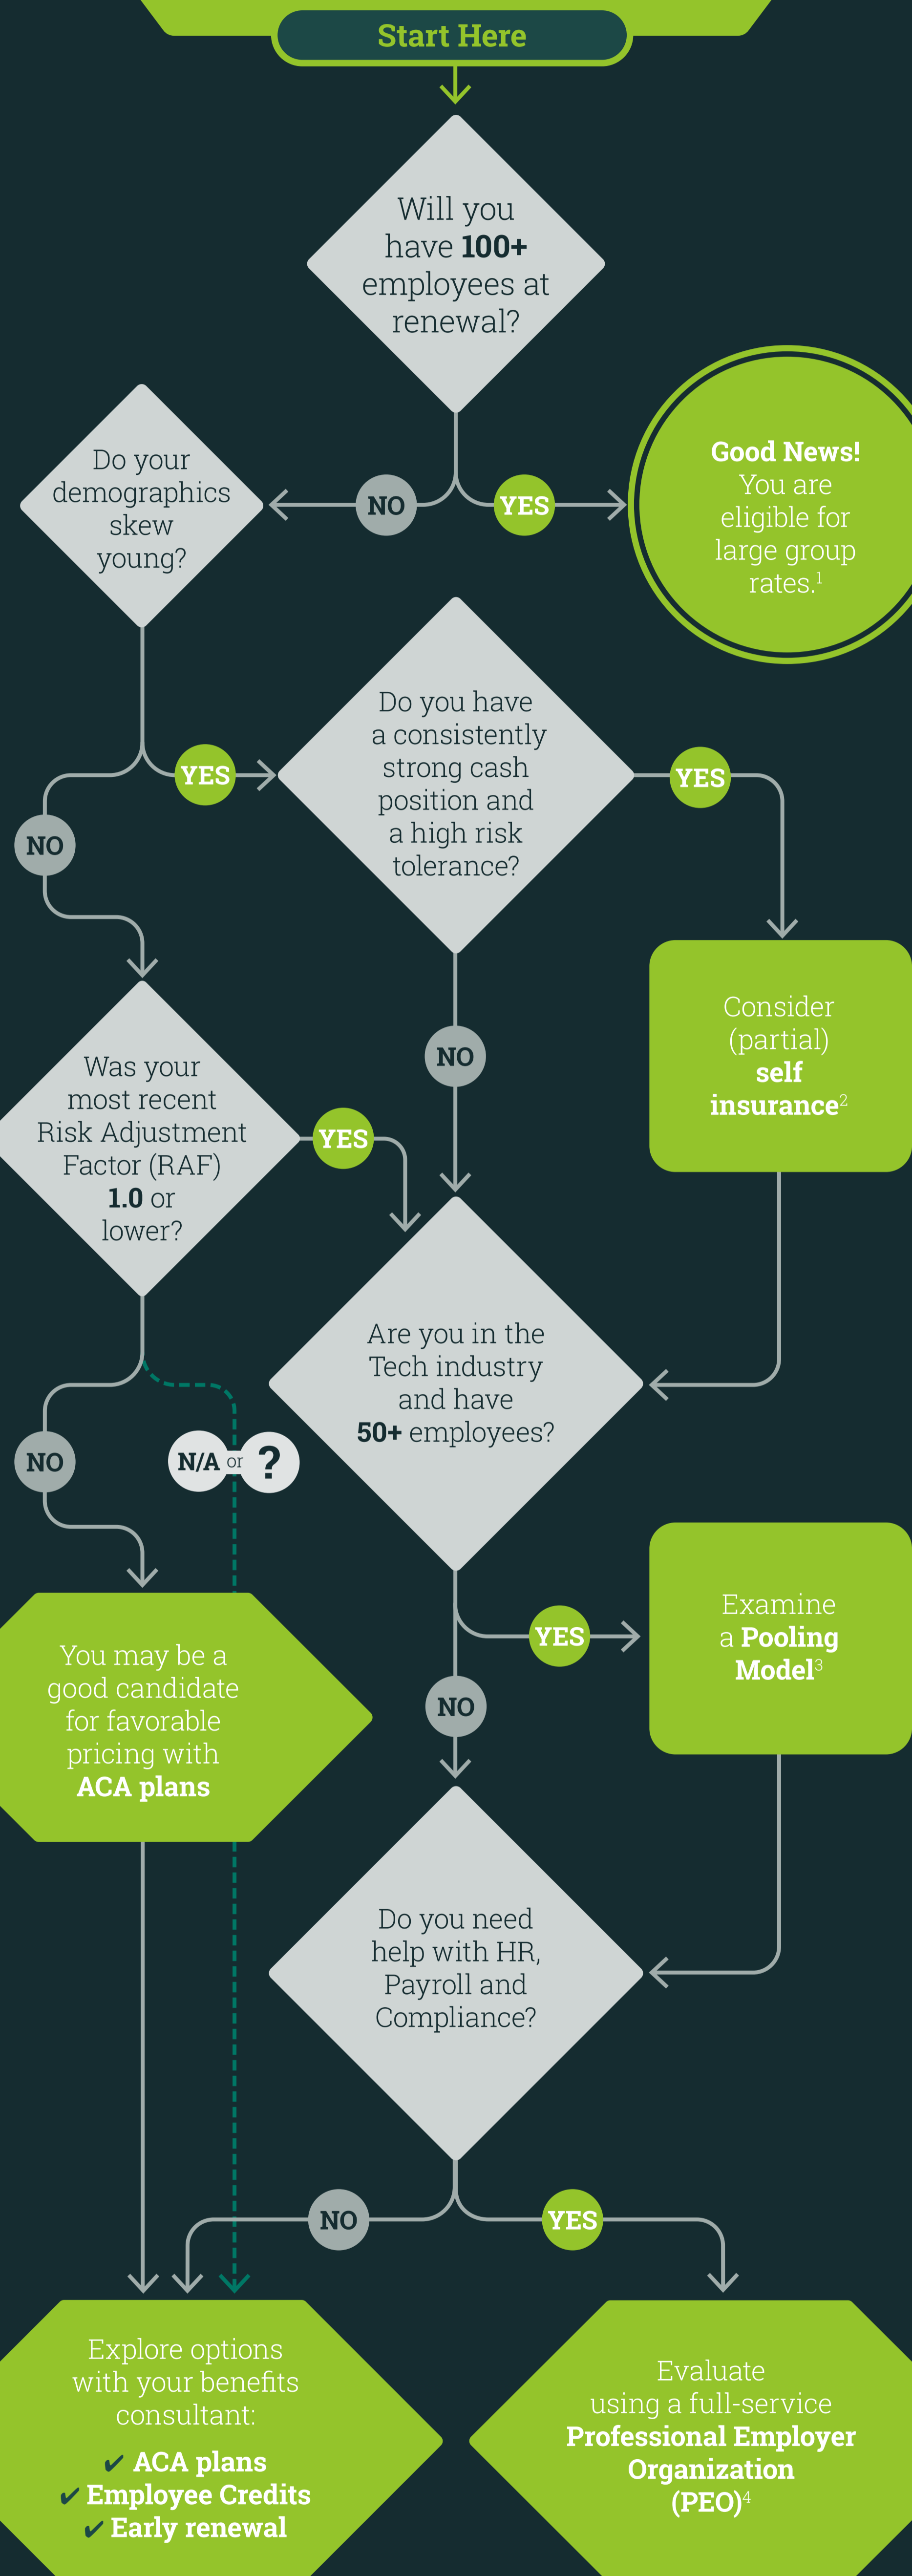 Start Here
Will you
have 100+
employees at
renewal?
Do your
demographics
skew
young?
NO
YES
Good News!
You are
eligible for
large group
rates.1
Do you have
a consistently
strong cash
position and
a high risk
tolerance?
YES
YES
NO
Consider
(partial)
self
insurance2
NO
Was your
most recent
Risk Adjustment
Factor (RAF)
1.0 or
lower?
YES
Are you in the
Tech industry
and have
50+ employees?
NO
N/A or ?
Examine
a Pooling
Model3
YES
NO
You may be a
good candidate
for favorable
pricing with
ACA plans
Do you need
help with HR,
Payroll and
Compliance?
NO
YES
Explore options
with your benefits
consultant:
✔ ACA plans
✔ Employee Credits
✔ Early renewal
Evaluate
using a full-service
Professional Employer
Organization
(PEO)4